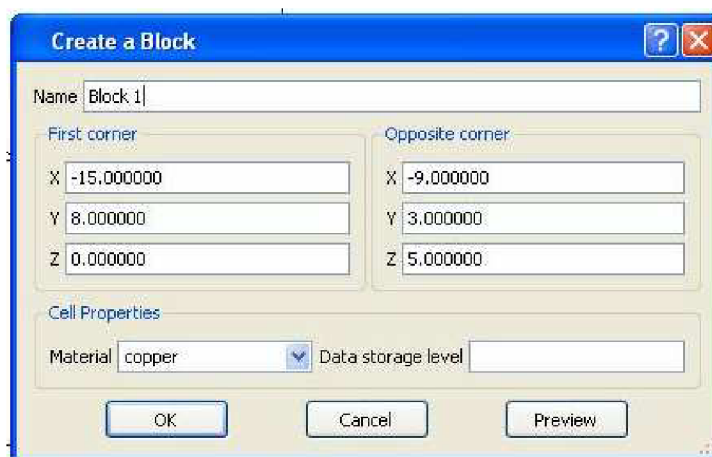 Create a Block
Name Block 1
First corner
X -15.000000
Y 8.000000
Z 0.000000
Opposite corner
X -9.000000
Y 3.000000
Z 5.000000
Cell Properties
Material copper Data storage level
OK Cancel Preview